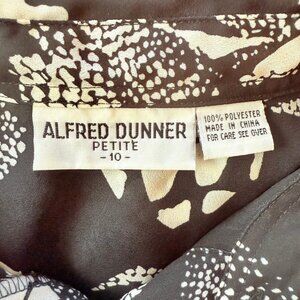 ALFRED DUNNER
PETITE
- 10 -
100% POLYESTER
MADE IN CHINA
FOR CARE SEE OVER